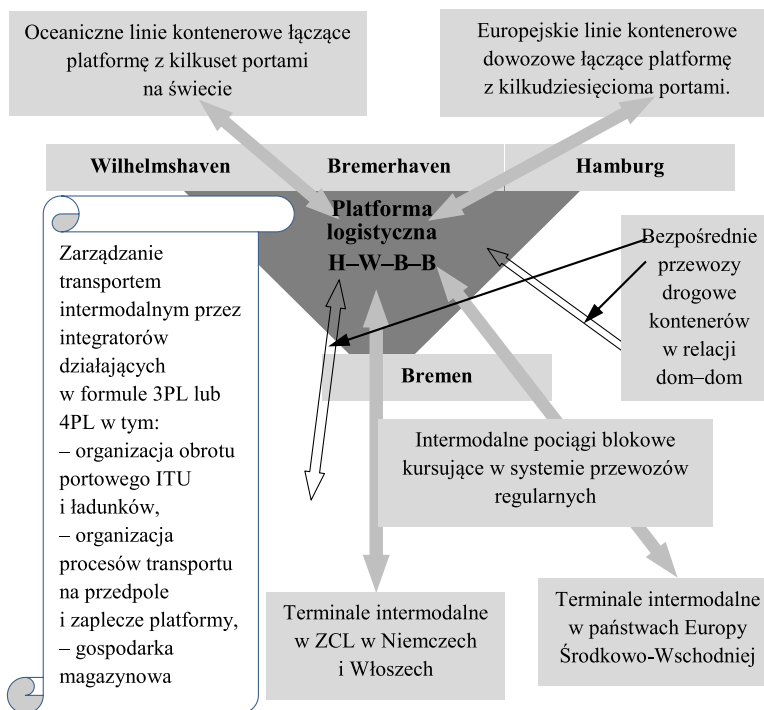 Oceaniczne linie kontenerowe łączące
platformę z kilkuset portami
na świecie
Europejskie linie kontenerowe
dowozowe łączące platformę
z kilkudziesięcioma portami.
Wilhelmshaven
Bremerhaven
Hamburg
Platforma
logistyczna
H–W–B–B
Zarządzanie
transportem
intermodalnym przez
integratorów
działających
w formule 3PL lub
4PL w tym:
– organizacja obrotu
portowego ITU
i ładunków,
– organizacja
procesów transportu
na przedpole
i zaplecze platformy,
– gospodarka
magazynowa
Bezpośrednie
przewozy
drogowe
kontenerów
w relacji
dom–dom
Bremen
Intermodalne pociągi blokowe
kursujące w systemie przewozów
regularnych
Terminale intermodalne
w ZCL w Niemczech
i Włoszech
Terminale intermodalne
w państwach Europy
Środkowo-Wschodniej